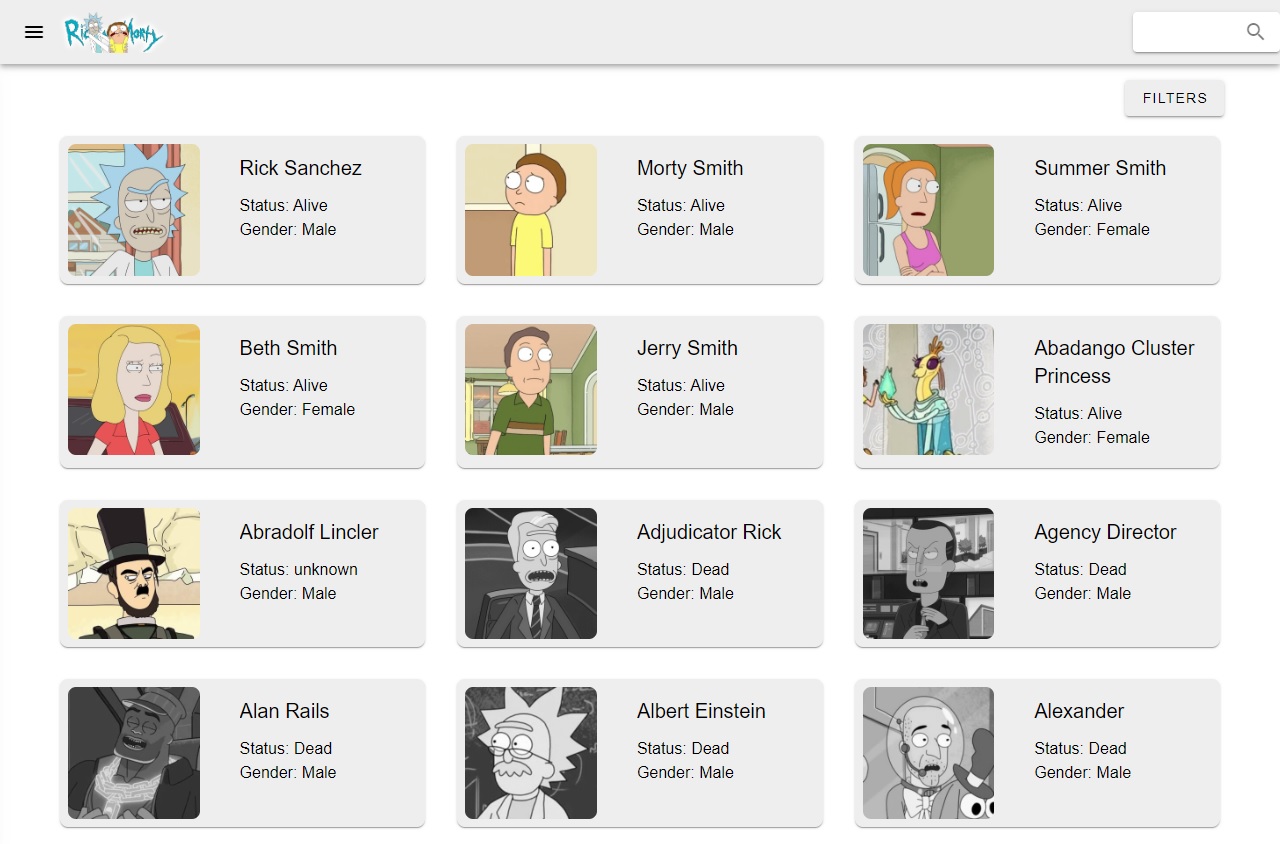 Rick Morty
FILTERS
Rick Sanchez
Status: Alive
Gender: Male
Morty Smith
Status: Alive
Gender: Male
Summer Smith
Status: Alive
Gender: Female
Beth Smith
Status: Alive
Gender: Female
Jerry Smith
Status: Alive
Gender: Male
Abadango Cluster
Princess
Status: Alive
Gender: Female
Abradolf Lincler
Status: unknown
Gender: Male
Adjudicator Rick
Status: Dead
Gender: Male
Agency Director
Status: Dead
Gender: Male
Alan Rails
Status: Dead
Gender: Male
Albert Einstein
Status: Dead
Gender: Male
Alexander
Status: Dead
Gender: Male